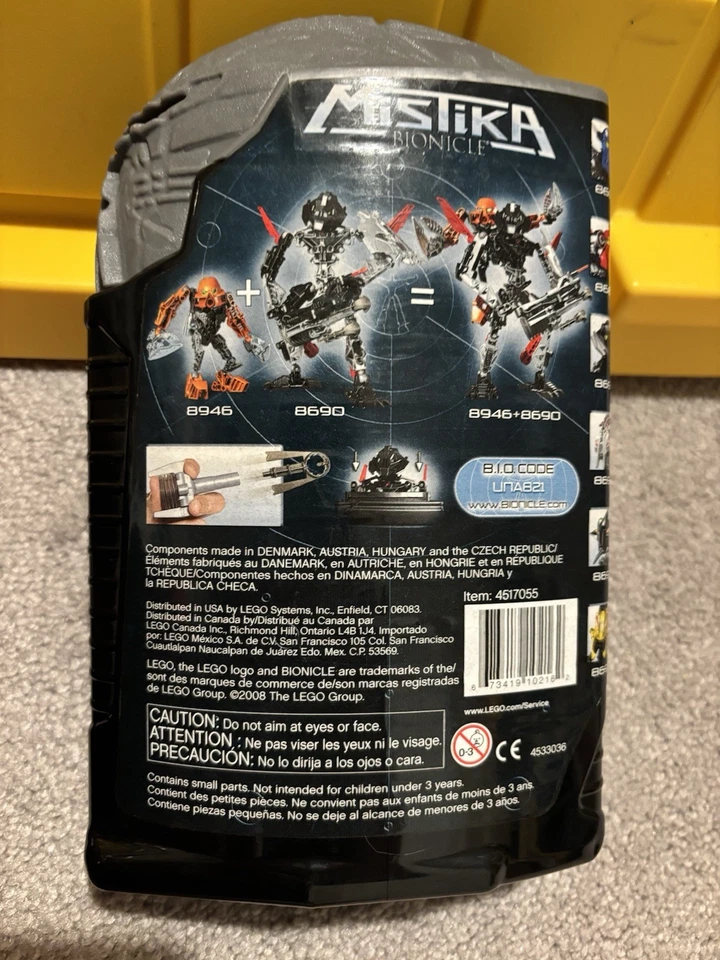 MISTIKA
BIONICLE
+
=
8946
8690
8946+8690
B.I.O. CODE
UNA821
www.BIONICLE.com
Components made in DENMARK, AUSTRIA, HUNGARY and the CZECH REPUBLIC/
Éléments fabriqués au DANEMARK, en AUTRICHE, en HONGRIE et en RÉPUBLIQUE
TCHÈQUE/Componentes hechos en DINAMARCA, AUSTRIA, HUNGRIA y
la REPUBLICA CHECA.
Item: 4517055
Distributed in USA by LEGO Systems, Inc., Enfield, CT 06083.
Distributed in Canada by/Distribué au Canada par
LEGO Canada Inc., Richmond Hill, Ontario L4B 1J4. Importado
por: LEGO México S.A. de C.V. San Francisco 105 Col. San Francisco
Cuautlalpan Naucalpan de Juárez Edo. Mex. C.P. 53569.
6 73419 10216 2
LEGO, the LEGO logo and BIONICLE are trademarks of the/
sont des marques de commerce de/son marcas registradas
de LEGO Group. ©2008 The LEGO Group.
www.LEGO.com/Service
CAUTION: Do not aim at eyes or face.
ATTENTION : Ne pas viser les yeux ni le visage.
PRECAUCIÓN: No lo dirija a los ojos o cara.
0-3
CE
4533036
Contains small parts. Not intended for children under 3 years.
Contient des petites pièces. Ne convient pas aux enfants de moins de 3 ans.
Contiene piezas pequeñas. No se deje al alcance de menores de 3 años.